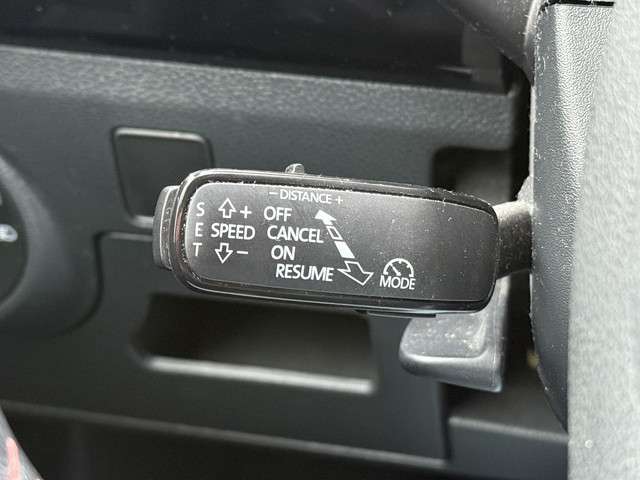 − DISTANCE +
S + OFF
E SPEED CANCEL
T − ON
RESUME
MODE